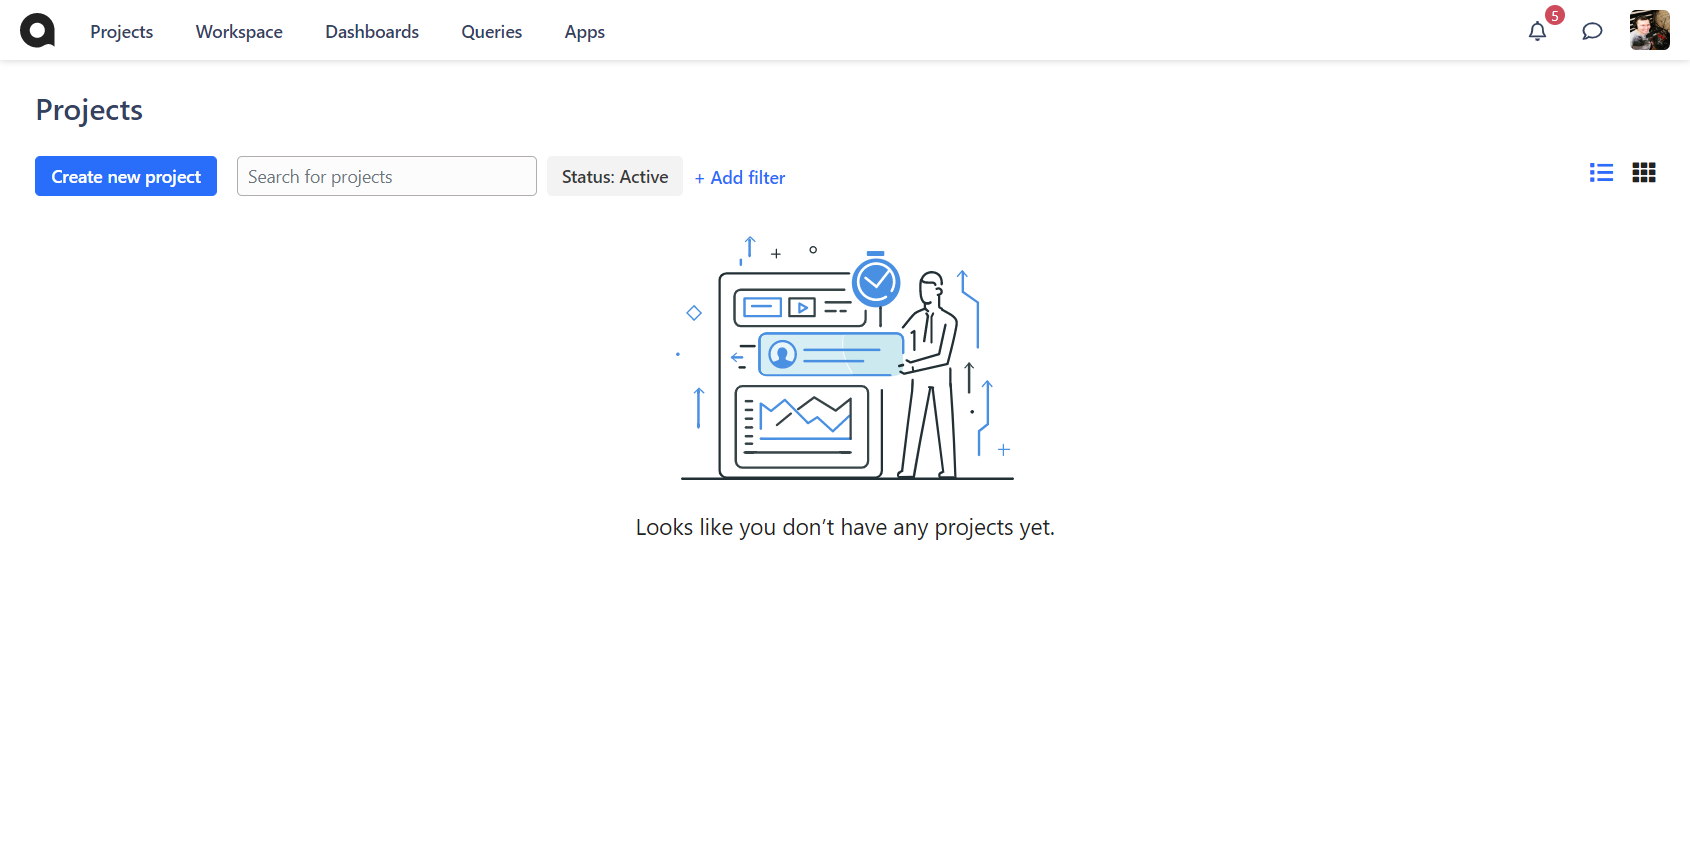 Projects
Workspace
Dashboards
Queries
Apps
5
Projects
Create new project
Search for projects
Status: Active
+ Add filter
Looks like you don’t have any projects yet.